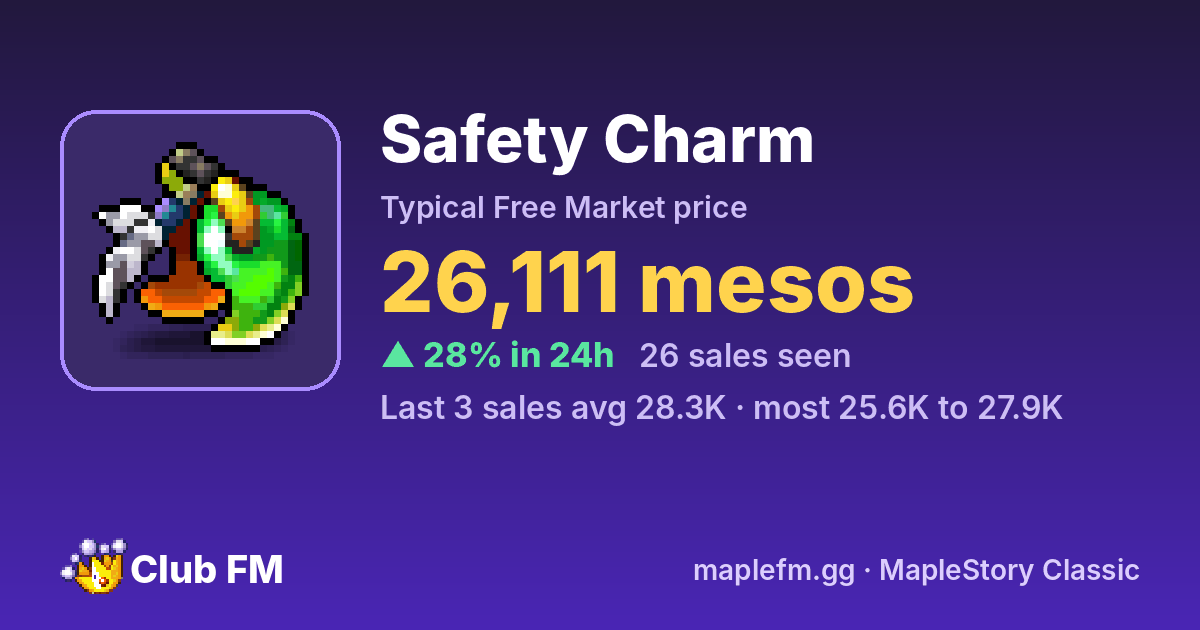 Safety Charm
Typical Free Market price
26,111 mesos
▲ 28% in 24h 26 sales seen
Last 3 sales avg 28.3K · most 25.6K to 27.9K
Club FM
maplefm.gg · MapleStory Classic